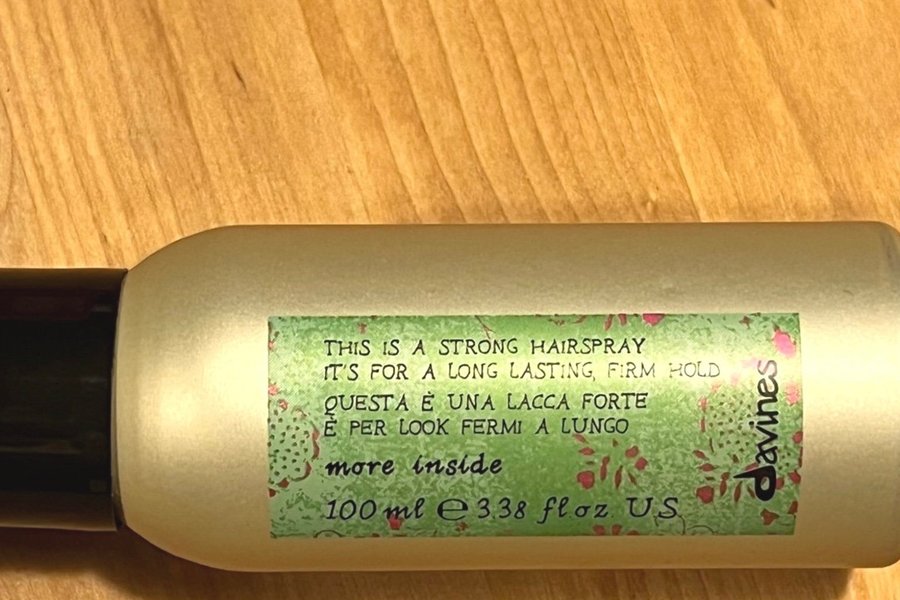 THIS IS A STRONG HAIRSPRAY
IT'S FOR A LONG LASTING, FIRM HOLD
QUESTA È UNA LACCA FORTE
È PER LOOK FERMI A LUNGO
more inside
100 ml ℮ 3.38 fl oz US
davines